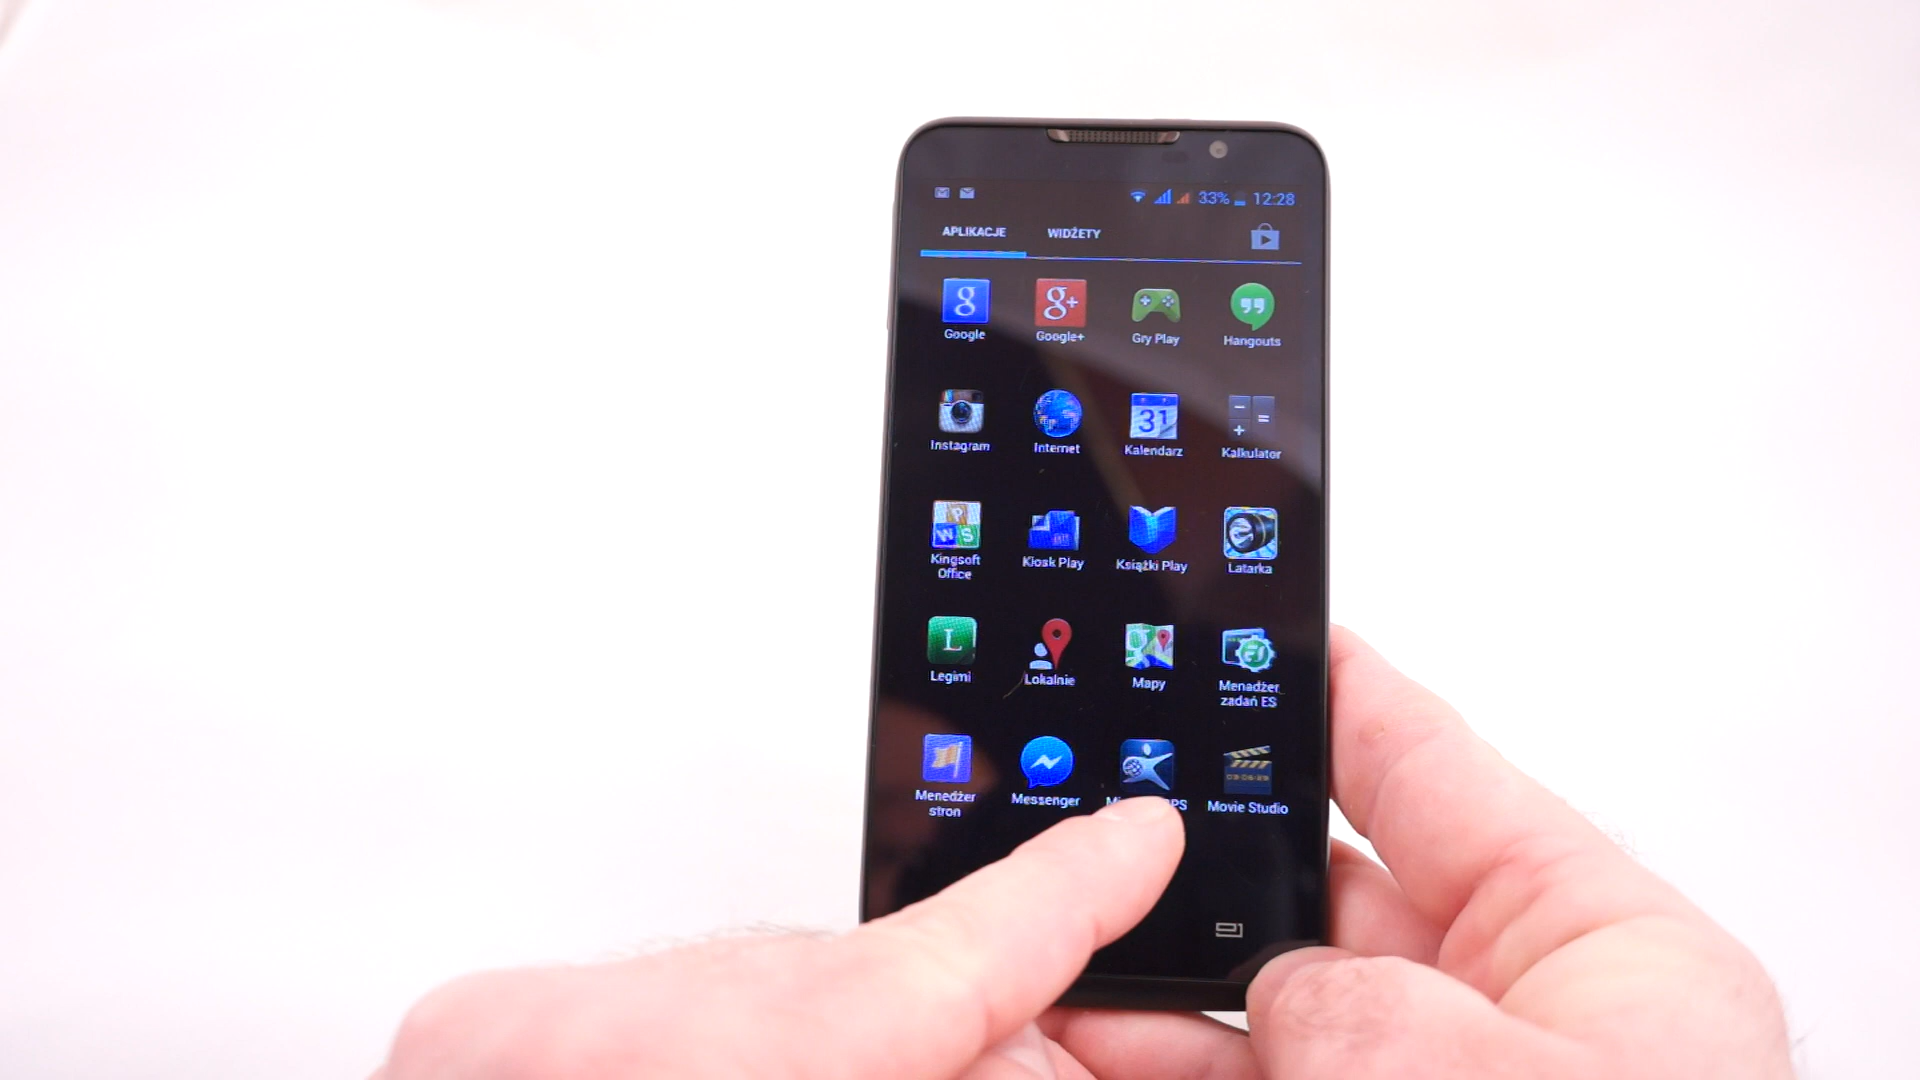 33% 12:28
APLIKACJE WIDŻETY
g g+
Google Google+ Gry Play Hangouts
31
Instagram Internet Kalendarz Kalkulator
P
W S
Kingsoft Kiosk Play Książki Play Latarka
Office
L g
Legimi Lokalnie Mapy Menadżer
zadań ES
Menedżer Messenger Movie Studio
stron